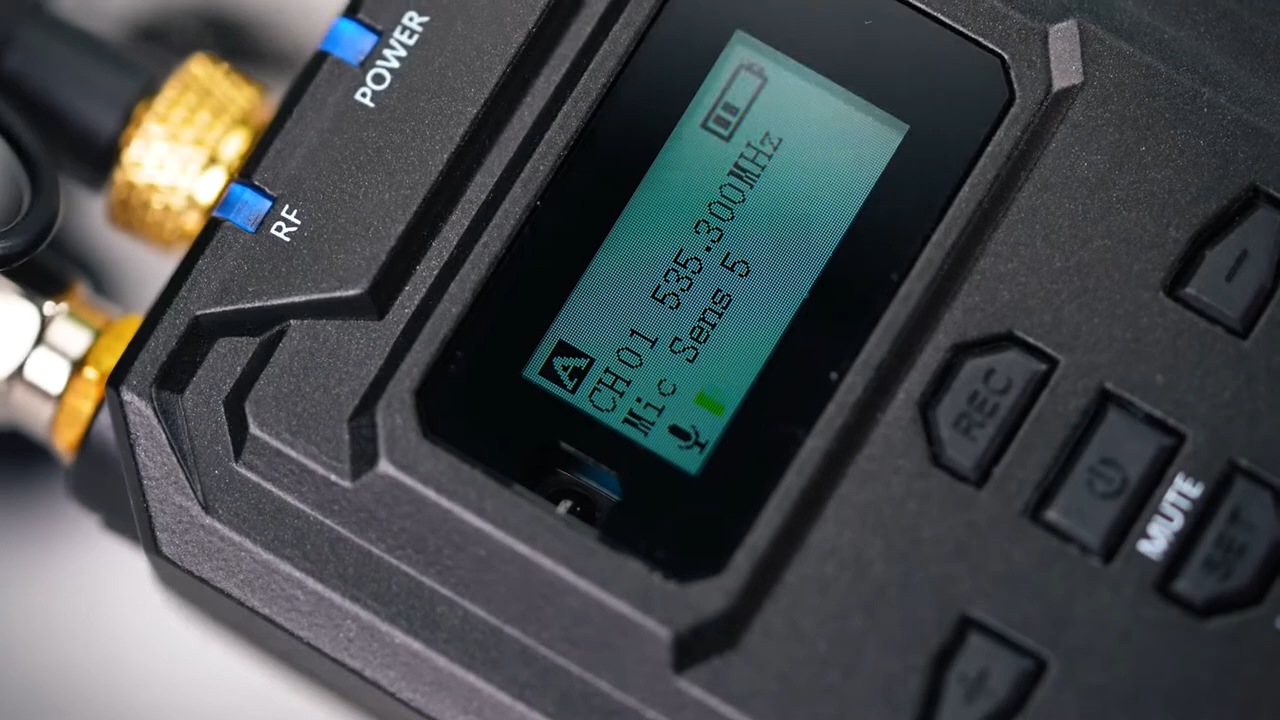 POWER
RF
A
CH01 535.300MHz
Mic Sens 5
REC
MUTE
SET
-
+